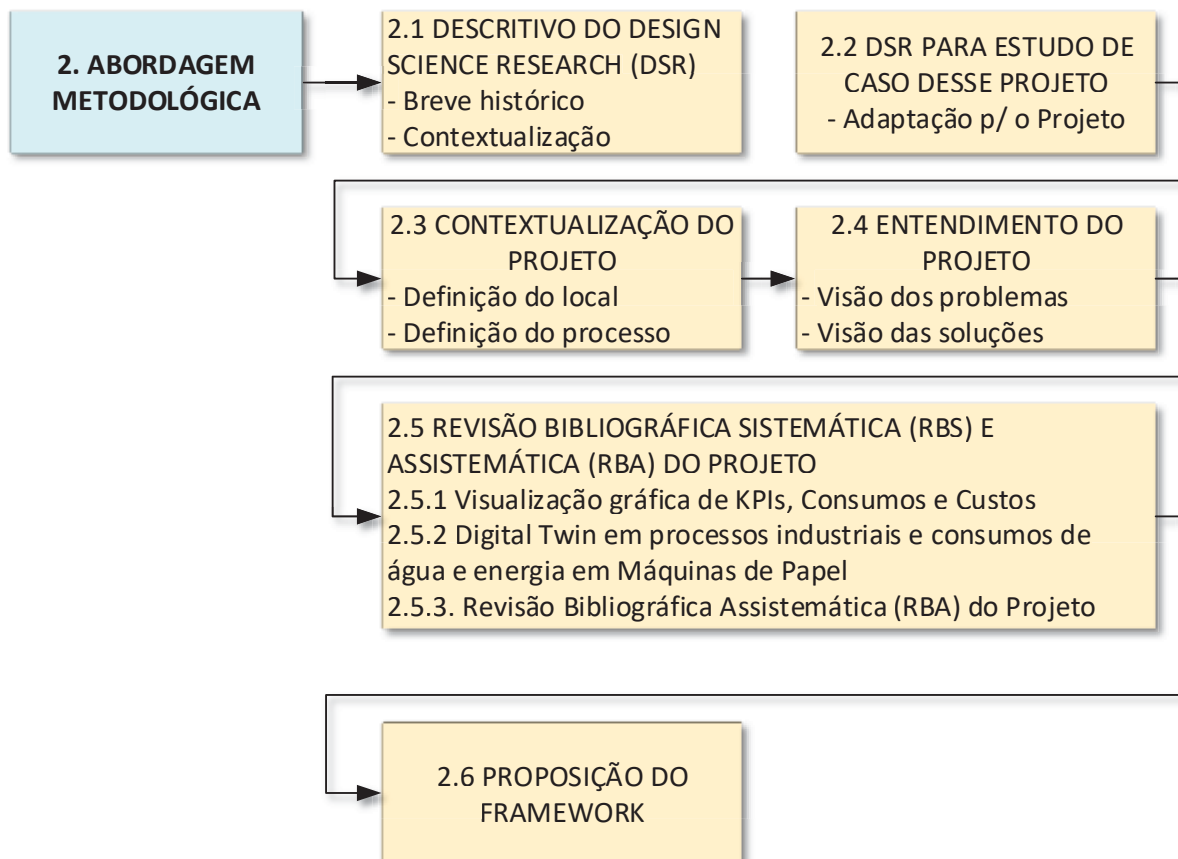 2. ABORDAGEM
METODOLÓGICA
2.1 DESCRITIVO DO DESIGN
SCIENCE RESEARCH (DSR)
- Breve histórico
- Contextualização
2.2 DSR PARA ESTUDO DE
CASO DESSE PROJETO
- Adaptação p/ o Projeto
2.3 CONTEXTUALIZAÇÃO DO
PROJETO
- Definição do local
- Definição do processo
2.4 ENTENDIMENTO DO
PROJETO
- Visão dos problemas
- Visão das soluções
2.5 REVISÃO BIBLIOGRÁFICA SISTEMÁTICA (RBS) E
ASSISTEMÁTICA (RBA) DO PROJETO
2.5.1 Visualização gráfica de KPIs, Consumos e Custos
2.5.2 Digital Twin em processos industriais e consumos de
água e energia em Máquinas de Papel
2.5.3. Revisão Bibliográfica Assistemática (RBA) do Projeto
2.6 PROPOSIÇÃO DO
FRAMEWORK